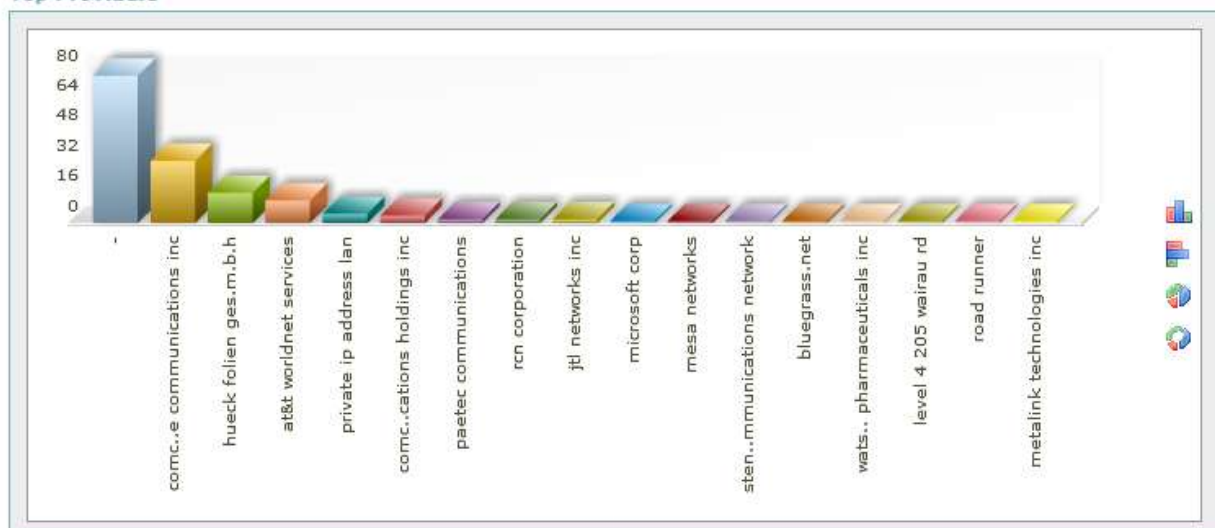 80
64
48
32
16
0
-
comc..e communications inc
hueck folien ges.m.b.h
at&t worldnet services
private ip address lan
comc..cations holdings inc
paetec communications
rcn corporation
jtl networks inc
microsoft corp
mesa networks
sten..mmunications network
bluegrass.net
wats.. pharmaceuticals inc
level 4 205 wairau rd
road runner
metalink technologies inc